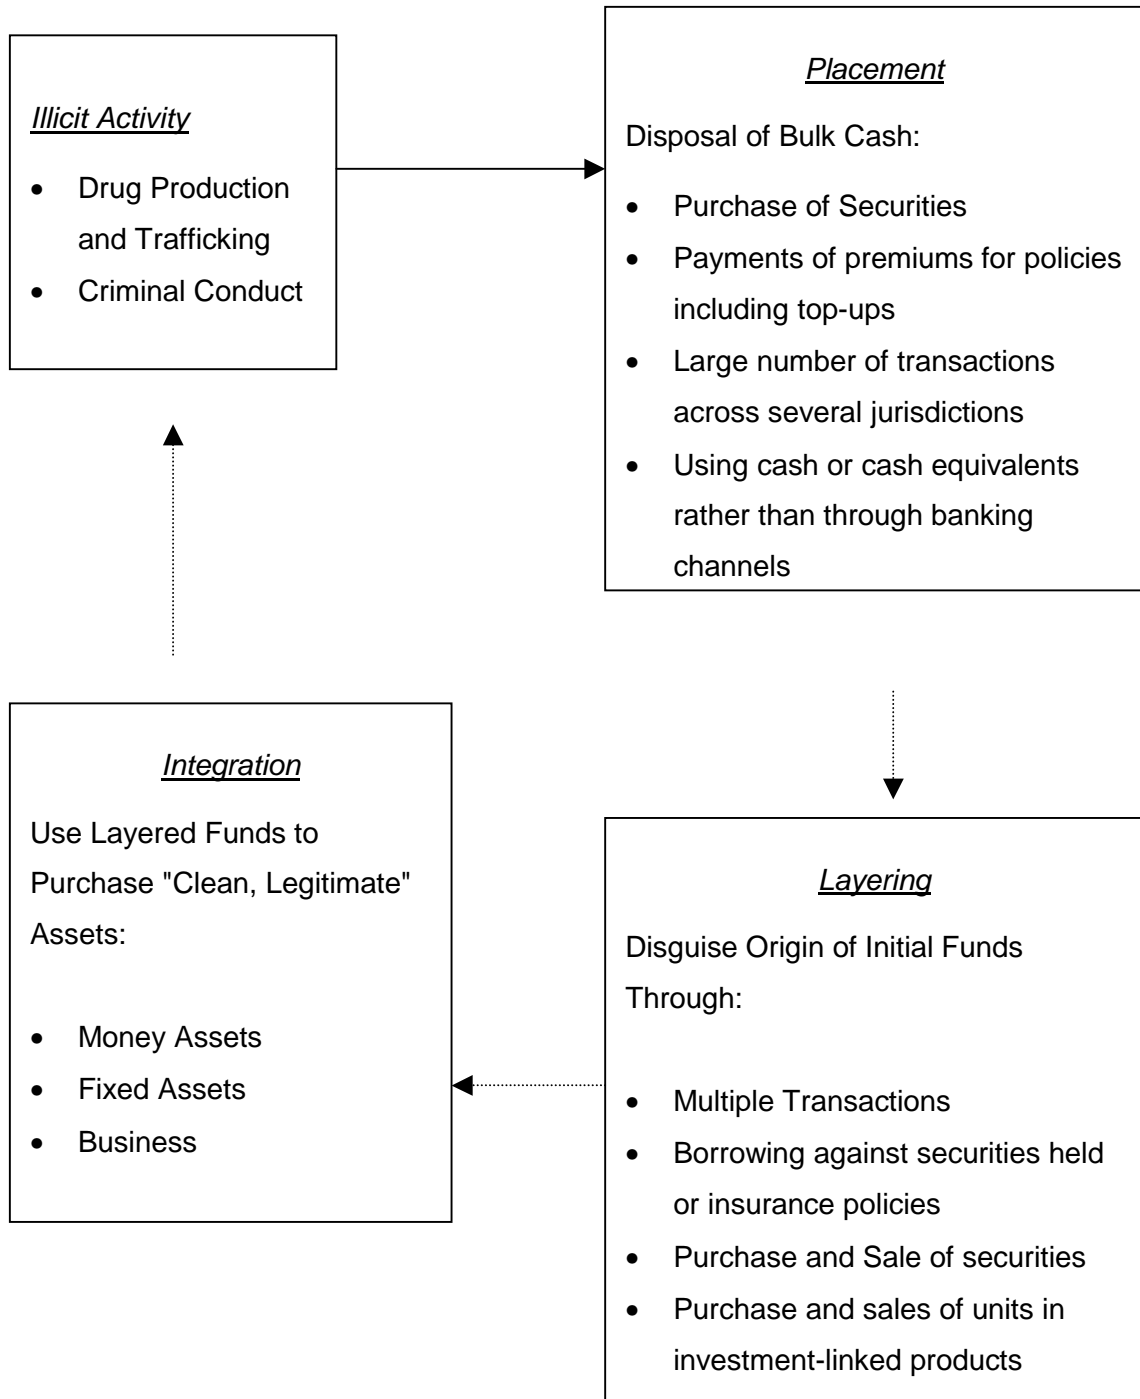 Illicit Activity
• Drug Production
and Trafficking
• Criminal Conduct
Placement
Disposal of Bulk Cash:
• Purchase of Securities
• Payments of premiums for policies
including top-ups
• Large number of transactions
across several jurisdictions
• Using cash or cash equivalents
rather than through banking
channels
Integration
Use Layered Funds to
Purchase "Clean, Legitimate"
Assets:
• Money Assets
• Fixed Assets
• Business
Layering
Disguise Origin of Initial Funds
Through:
• Multiple Transactions
• Borrowing against securities held
or insurance policies
• Purchase and Sale of securities
• Purchase and sales of units in
investment-linked products